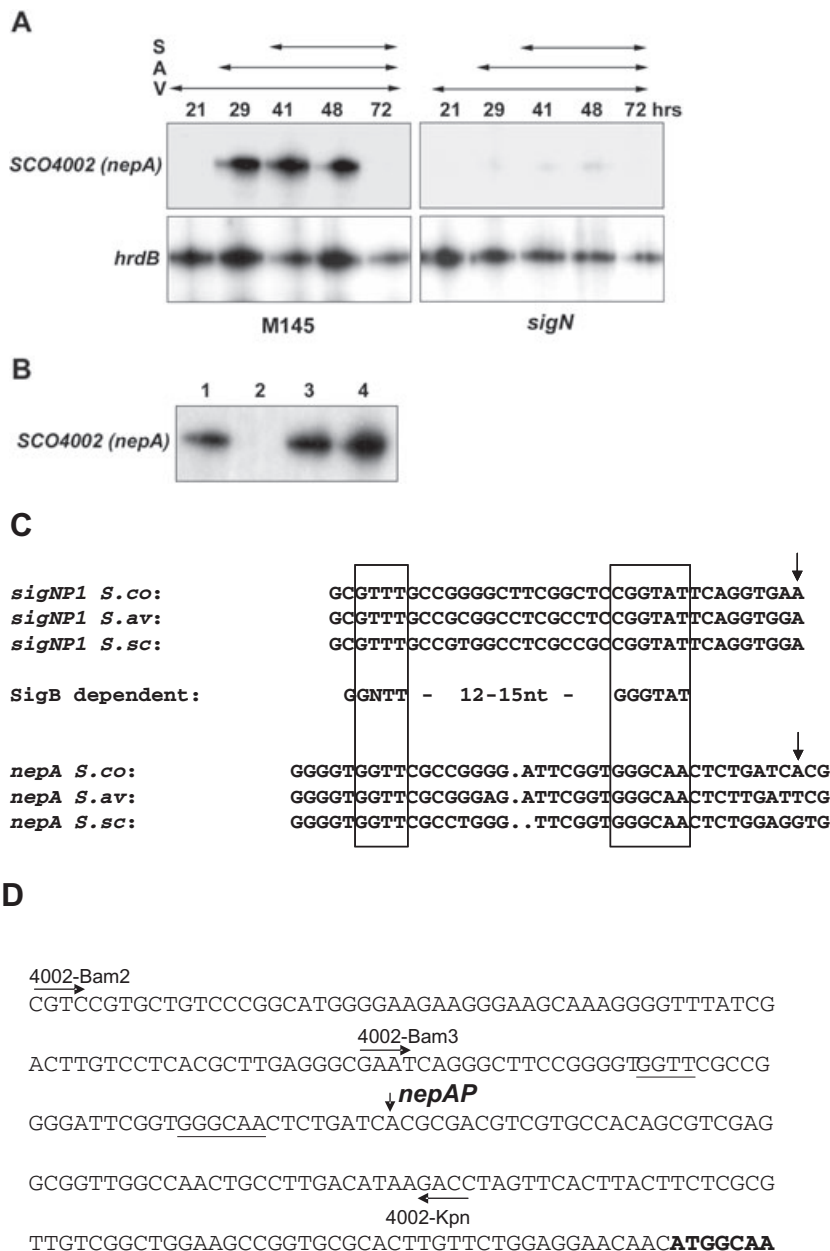 A
S
A
V
21 29 41 48 72 21 29 41 48 72 hrs
SCO4002 (nepA)
hrdB
M145 sigN
B
1 2 3 4
SCO4002 (nepA)
C
sigNP1 S.co: GCGTTTGCCGGGGCTTCGGCTCCGGTATTCAGGTGAA
sigNP1 S.av: GCGTTTGCCGCGGCCTCGCCTCCGGTATTCAGGTGGA
sigNP1 S.sc: GCGTTTGCCGTGGCCTCGCCGCCGGTATTCAGGTGGA
SigB dependent: GGNTT - 12-15nt - GGGTAT
nepA S.co: GGGGTGGTTCGCCGGGG.ATTCGGTGGGCAACTCTGATCACG
nepA S.av: GGGGTGGTTCGCGGGAG.ATTCGGTGGGCAACTCTTGATTCG
nepA S.sc: GGGGTGGTTCGCCTGGG..TTCGGTGGGCAACTCTGGAGGTG
D
4002-Bam2
CGTCCGTGCTGTCCCGGCATGGGGAAGAAGGGAAGCAAAGGGGTTTATCG
4002-Bam3
ACTTGTCCTCACGCTTGAGGGCGAATCAGGGCTTCCGGGGTGGTTCGCCG
nepAP
GGGATTCGGTGGGCAACTCTGATCACGCGACGTCGTGCCACAGCGTCGAG
GCGGTTGGCCAACTGCCTTGACATAAGACCTAGTTCACTTACTTCTCGCG
4002-Kpn
TTGTCGGCTGGAAGCCGGTGCGCACTTGTTCTGGAGGAACAACATGGCAA